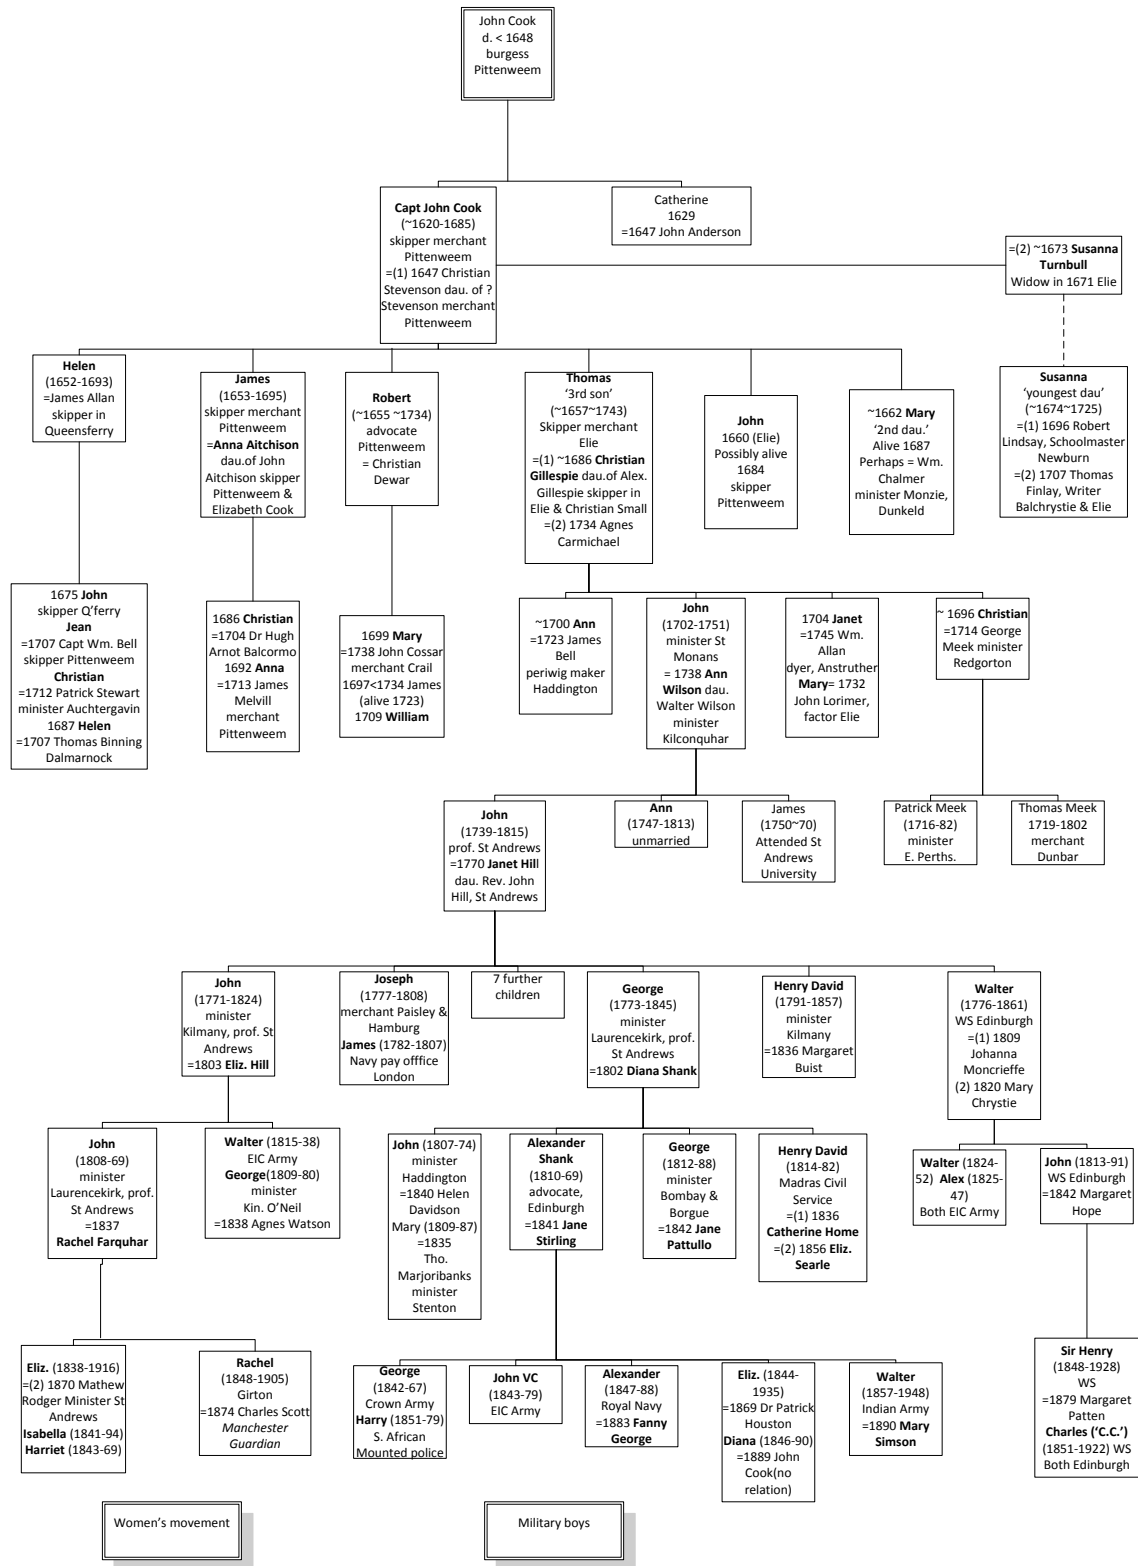 John Cook
d. < 1648
burgess
Pittenweem
Capt John Cook
(~1620-1685)
skipper merchant
Pittenweem
=(1) 1647 Christian
Stevenson dau. of ?
Stevenson merchant
Pittenweem
Catherine
1629
=1647 John Anderson
=(2) ~1673 Susanna
Turnbull
Widow in 1671 Elie
Helen
(1652-1693)
=James Allan
skipper in
Queensferry
James
(1653-1695)
skipper merchant
Pittenweem
=Anna Aitchison
dau.of John
Aitchison skipper
Pittenweem &
Elizabeth Cook
Robert
(~1655 ~1734)
advocate
Pittenweem
= Christian
Dewar
Thomas
‘3rd son’
(~1657~1743)
Skipper merchant
Elie
=(1) ~1686 Christian
Gillespie dau.of Alex.
Gillespie skipper in
Elie & Christian Small
=(2) 1734 Agnes
Carmichael
John
1660 (Elie)
Possibly alive
1684
skipper
Pittenweem
~1662 Mary
‘2nd dau.’
Alive 1687
Perhaps = Wm.
Chalmer
minister Monzie,
Dunkeld
Susanna
‘youngest dau’
(~1674~1725)
=(1) 1696 Robert
Lindsay, Schoolmaster
Newburn
=(2) 1707 Thomas
Finlay, Writer
Balchrystie & Elie
1675 John
skipper Q’ferry
Jean
=1707 Capt Wm. Bell
skipper Pittenweem
Christian
=1712 Patrick Stewart
minister Auchtergavin
1687 Helen
=1707 Thomas Binning
Dalmarnock
1686 Christian
=1704 Dr Hugh
Arnot Balcormo
1692 Anna
=1713 James
Melvill
merchant
Pittenweem
1699 Mary
=1738 John Cossar
merchant Crail
1697<1734 James
(alive 1723)
1709 William
~1700 Ann
=1723 James
Bell
periwig maker
Haddington
John
(1702-1751)
minister St
Monans
= 1738 Ann
Wilson dau.
Walter Wilson
minister
Kilconquhar
1704 Janet
=1745 Wm.
Allan
dyer, Anstruther
Mary= 1732
John Lorimer,
factor Elie
~ 1696 Christian
=1714 George
Meek minister
Redgorton
John
(1739-1815)
prof. St Andrews
=1770 Janet Hill
dau. Rev. John
Hill, St Andrews
Ann
(1747-1813)
unmarried
James
(1750~70)
Attended St
Andrews
University
Patrick Meek
(1716-82)
minister
E. Perths.
Thomas Meek
1719-1802
merchant
Dunbar
John
(1771-1824)
minister
Kilmany, prof. St
Andrews
=1803 Eliz. Hill
Joseph
(1777-1808)
merchant Paisley &
Hamburg
James (1782-1807)
Navy pay offfice
London
7 further
children
George
(1773-1845)
minister
Laurencekirk, prof.
St Andrews
=1802 Diana Shank
Henry David
(1791-1857)
minister
Kilmany
=1836 Margaret
Buist
Walter
(1776-1861)
WS Edinburgh
=(1) 1809
Johanna
Moncrieffe
(2) 1820 Mary
Chrystie
John
(1808-69)
minister
Laurencekirk, prof.
St Andrews
=1837
Rachel Farquhar
Walter (1815-38)
EIC Army
George(1809-80)
minister
Kin. O’Neil
=1838 Agnes Watson
John (1807-74)
minister
Haddington
=1840 Helen
Davidson
Mary (1809-87)
=1835
Tho.
Marjoribanks
minister
Stenton
Alexander
Shank
(1810-69)
advocate,
Edinburgh
=1841 Jane
Stirling
George
(1812-88)
minister
Bombay &
Borgue
=1842 Jane
Pattullo
Henry David
(1814-82)
Madras Civil
Service
=(1) 1836
Catherine Home
=(2) 1856 Eliz.
Searle
Walter (1824-
52) Alex (1825-
47)
Both EIC Army
John (1813-91)
WS Edinburgh
=1842 Margaret
Hope
Eliz. (1838-1916)
=(2) 1870 Mathew
Rodger Minister St
Andrews
Isabella (1841-94)
Harriet (1843-69)
Rachel
(1848-1905)
Girton
=1874 Charles Scott
Manchester
Guardian
George
(1842-67)
Crown Army
Harry (1851-79)
S. African
Mounted police
John VC
(1843-79)
EIC Army
Alexander
(1847-88)
Royal Navy
=1883 Fanny
George
Eliz. (1844-
1935)
=1869 Dr Patrick
Houston
Diana (1846-90)
=1889 John
Cook(no
relation)
Walter
(1857-1948)
Indian Army
=1890 Mary
Simson
Sir Henry
(1848-1928)
WS
=1879 Margaret
Patten
Charles (‘C.C.’)
(1851-1922) WS
Both Edinburgh
Women’s movement
Military boys